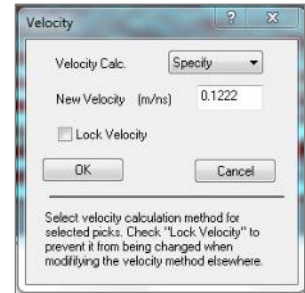 Velocity
Velocity Calc. Specify
New Velocity (m/ns) 0.1222
Lock Velocity
OK Cancel
Select velocity calculation method for
selected picks. Check "Lock Velocity" to
prevent it from being changed when
modifiying the velocity method elsewhere.